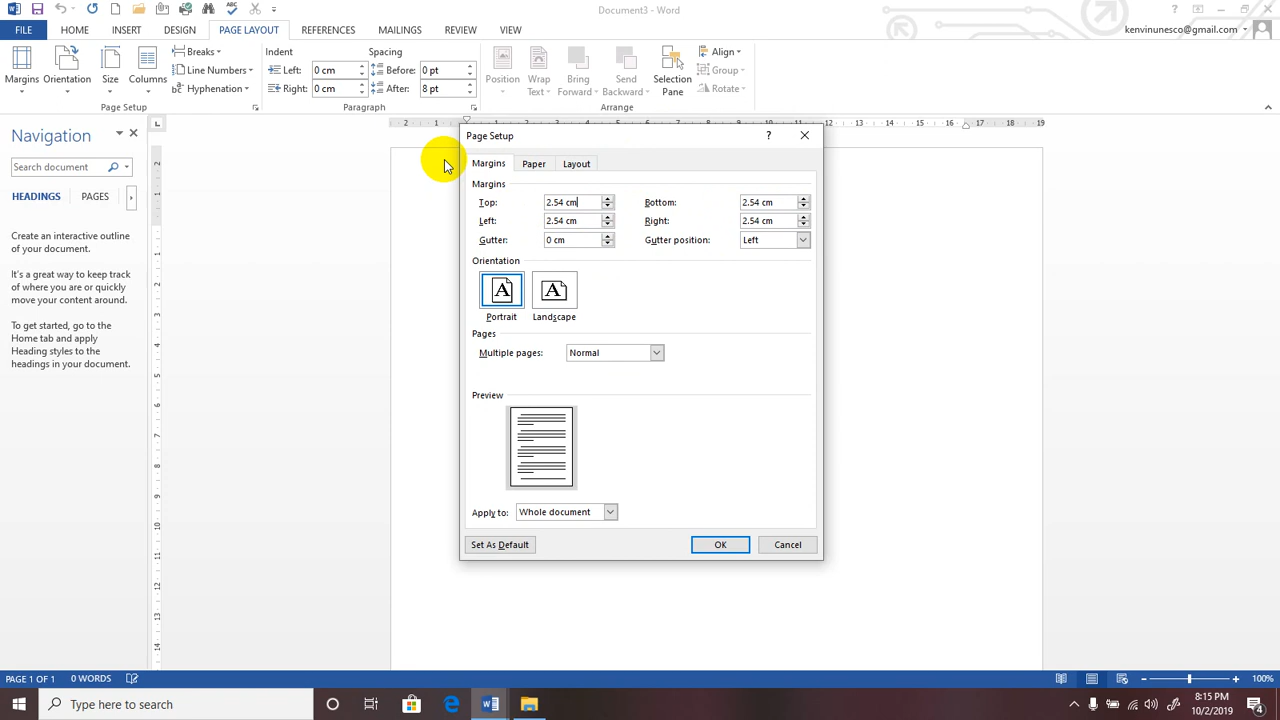 Document3 - Word
FILE HOME INSERT DESIGN PAGE LAYOUT REFERENCES MAILINGS REVIEW VIEW kenvinunesco@gmail.com
Margins Orientation Size Columns
Breaks
Line Numbers
Hyphenation
Page Setup
Indent Spacing
Left: 0 cm Before: 0 pt
Right: 0 cm After: 8 pt
Paragraph
Position Wrap Text Bring Forward Send Backward Selection Pane
Align
Group
Rotate
Arrange
Navigation
Search document
HEADINGS PAGES
Create an interactive outline
of your document.
It's a great way to keep track
of where you are or quickly
move your content around.
To get started, go to the
Home tab and apply
Heading styles to the
headings in your document.
Page Setup
Margins Paper Layout
Margins
Top: 2.54 cm Bottom: 2.54 cm
Left: 2.54 cm Right: 2.54 cm
Gutter: 0 cm Gutter position: Left
Orientation
Portrait Landscape
Pages
Multiple pages: Normal
Preview
Apply to: Whole document
Set As Default OK Cancel
PAGE 1 OF 1 0 WORDS 100%
Type here to search
8:15 PM
10/2/2019